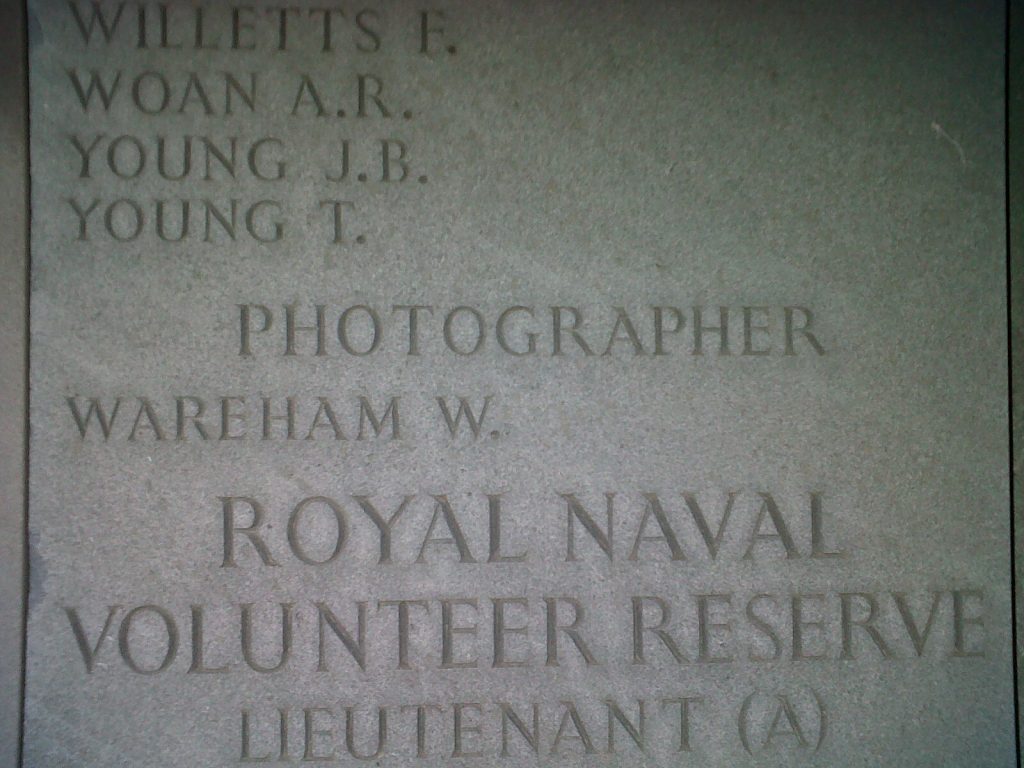 WILLETTS F.
WOAN A.R.
YOUNG J.B.
YOUNG T.
PHOTOGRAPHER
WAREHAM W.
ROYAL NAVAL
VOLUNTEER RESERVE
LIEUTENANT (A)